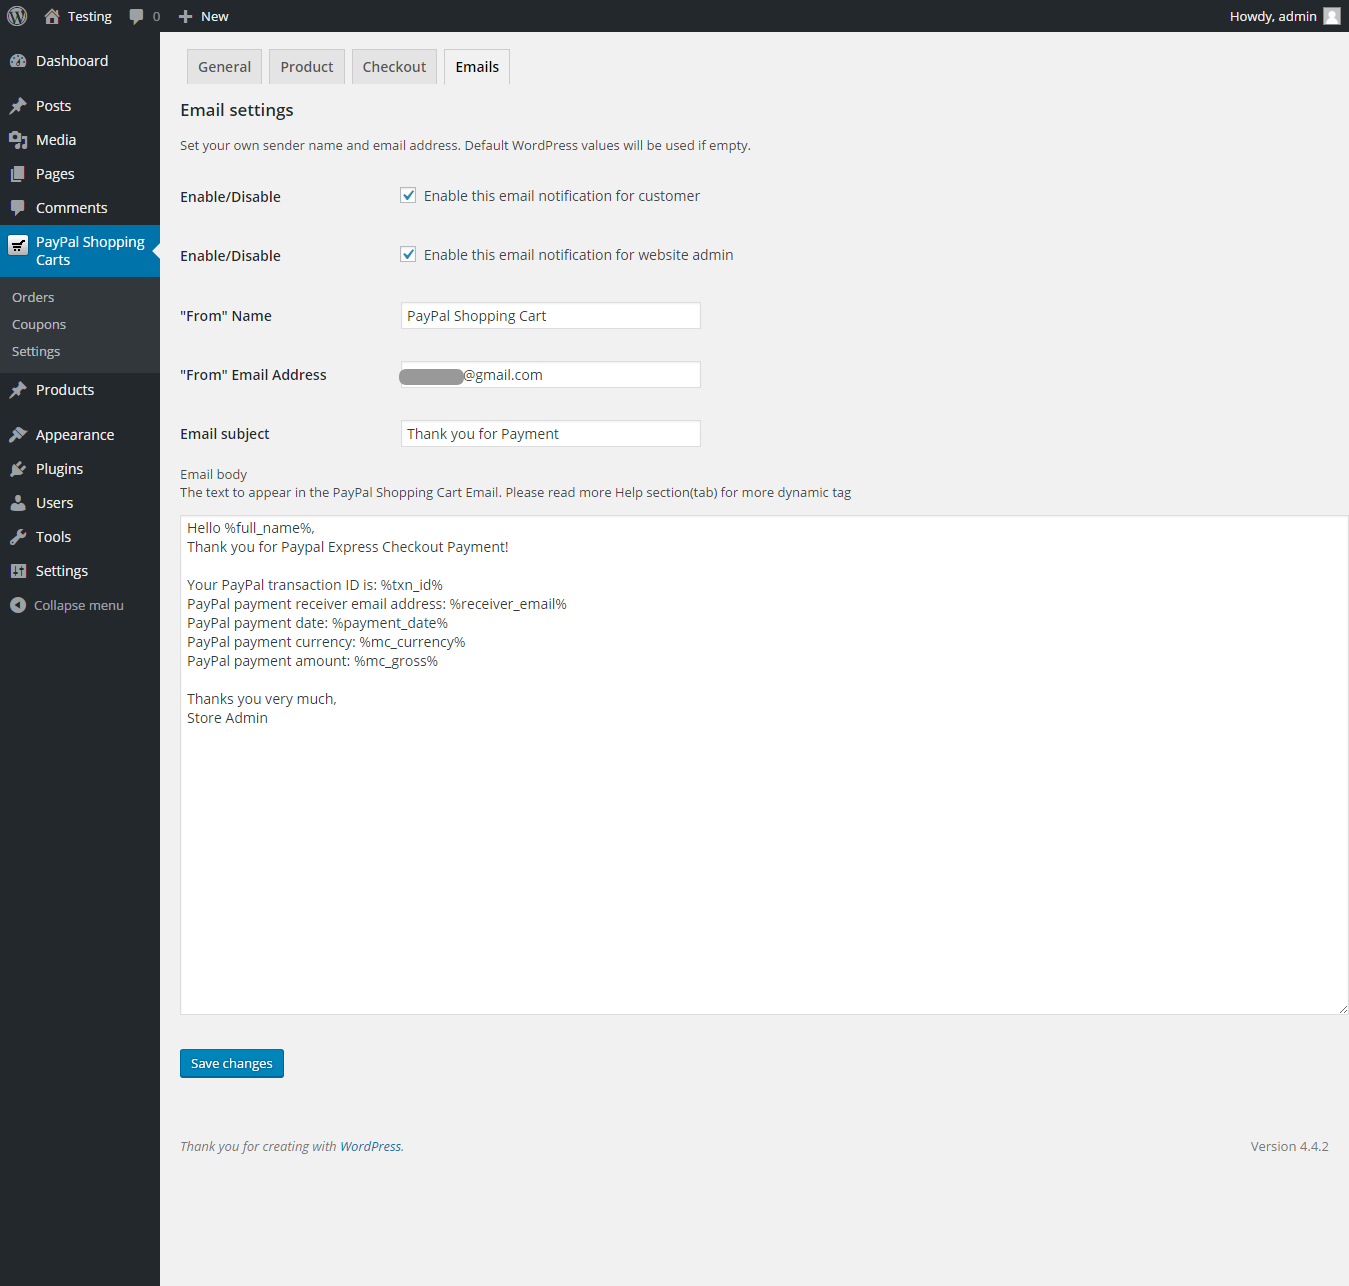 Testing
0
New
Howdy, admin
Dashboard
Posts
Media
Pages
Comments
PayPal Shopping
Carts
Orders
Coupons
Settings
Products
Appearance
Plugins
Users
Tools
Settings
Collapse menu
General
Product
Checkout
Emails
Email settings
Set your own sender name and email address. Default WordPress values will be used if empty.
Enable/Disable
Enable this email notification for customer
Enable/Disable
Enable this email notification for website admin
"From" Name
PayPal Shopping Cart
"From" Email Address
@gmail.com
Email subject
Thank you for Payment
Email body
The text to appear in the PayPal Shopping Cart Email. Please read more Help section(tab) for more dynamic tag
Hello %full_name%,
Thank you for Paypal Express Checkout Payment!
Your PayPal transaction ID is: %txn_id%
PayPal payment receiver email address: %receiver_email%
PayPal payment date: %payment_date%
PayPal payment currency: %mc_currency%
PayPal payment amount: %mc_gross%
Thanks you very much,
Store Admin
Save changes
Thank you for creating with WordPress.
Version 4.4.2